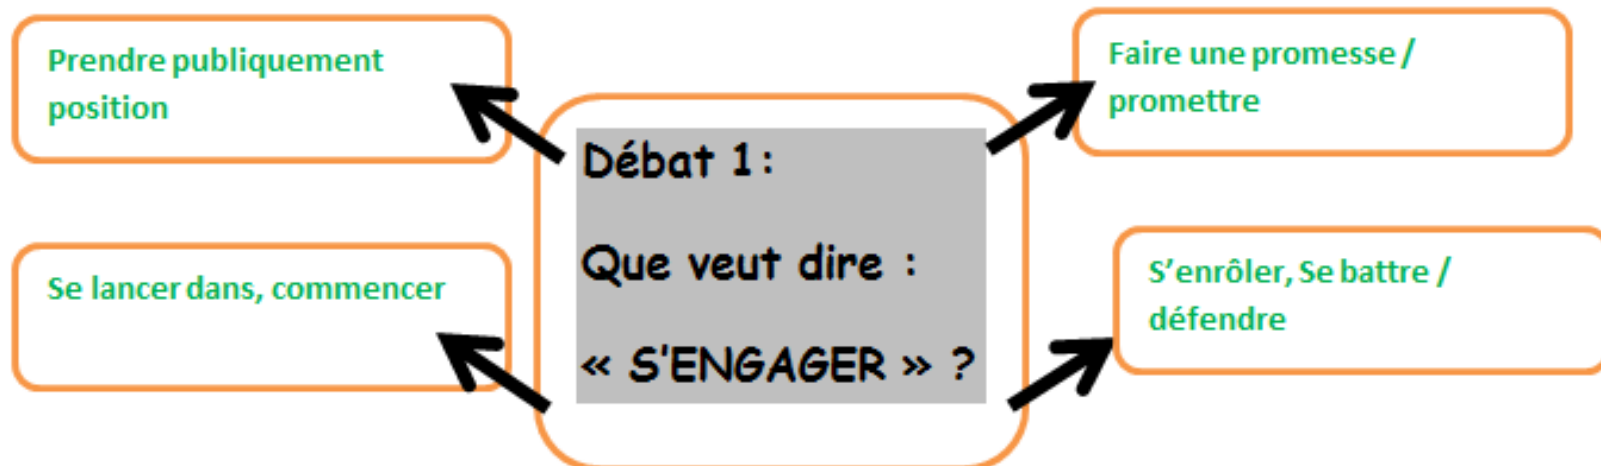 Prendre publiquement
position
Faire une promesse /
promettre
Débat 1:
Que veut dire :
« S'ENGAGER » ?
Se lancer dans, commencer
S’enrôler, Se battre /
défendre